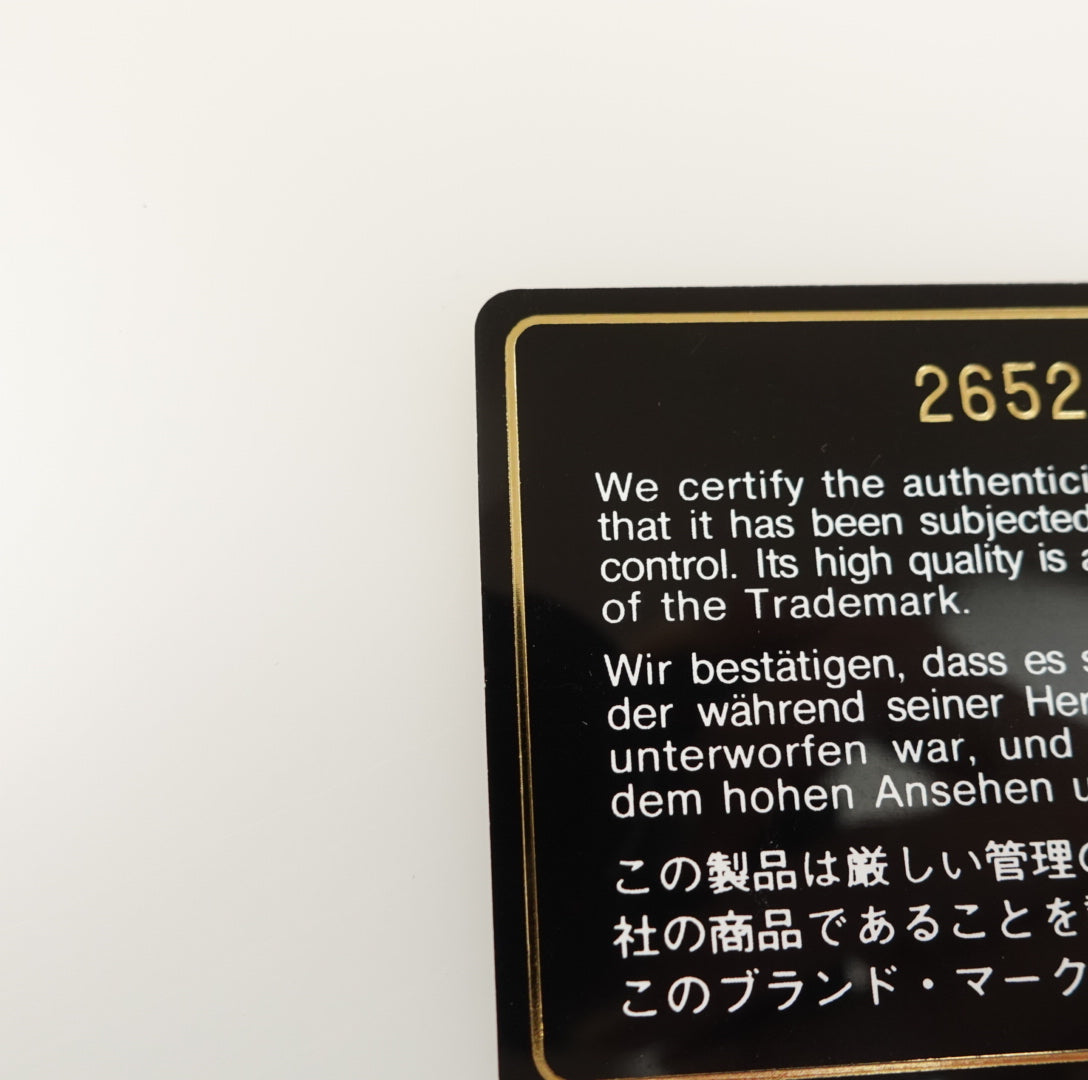 2652
We certify the authentici
that it has been subjected
control. Its high quality is
of the Trademark.
Wir bestätigen, dass es
der während seiner Her
unterworfen war, und
dem hohen Ansehen u
この製品は厳しい管理の
社の商品であることを
このブランド・マーク